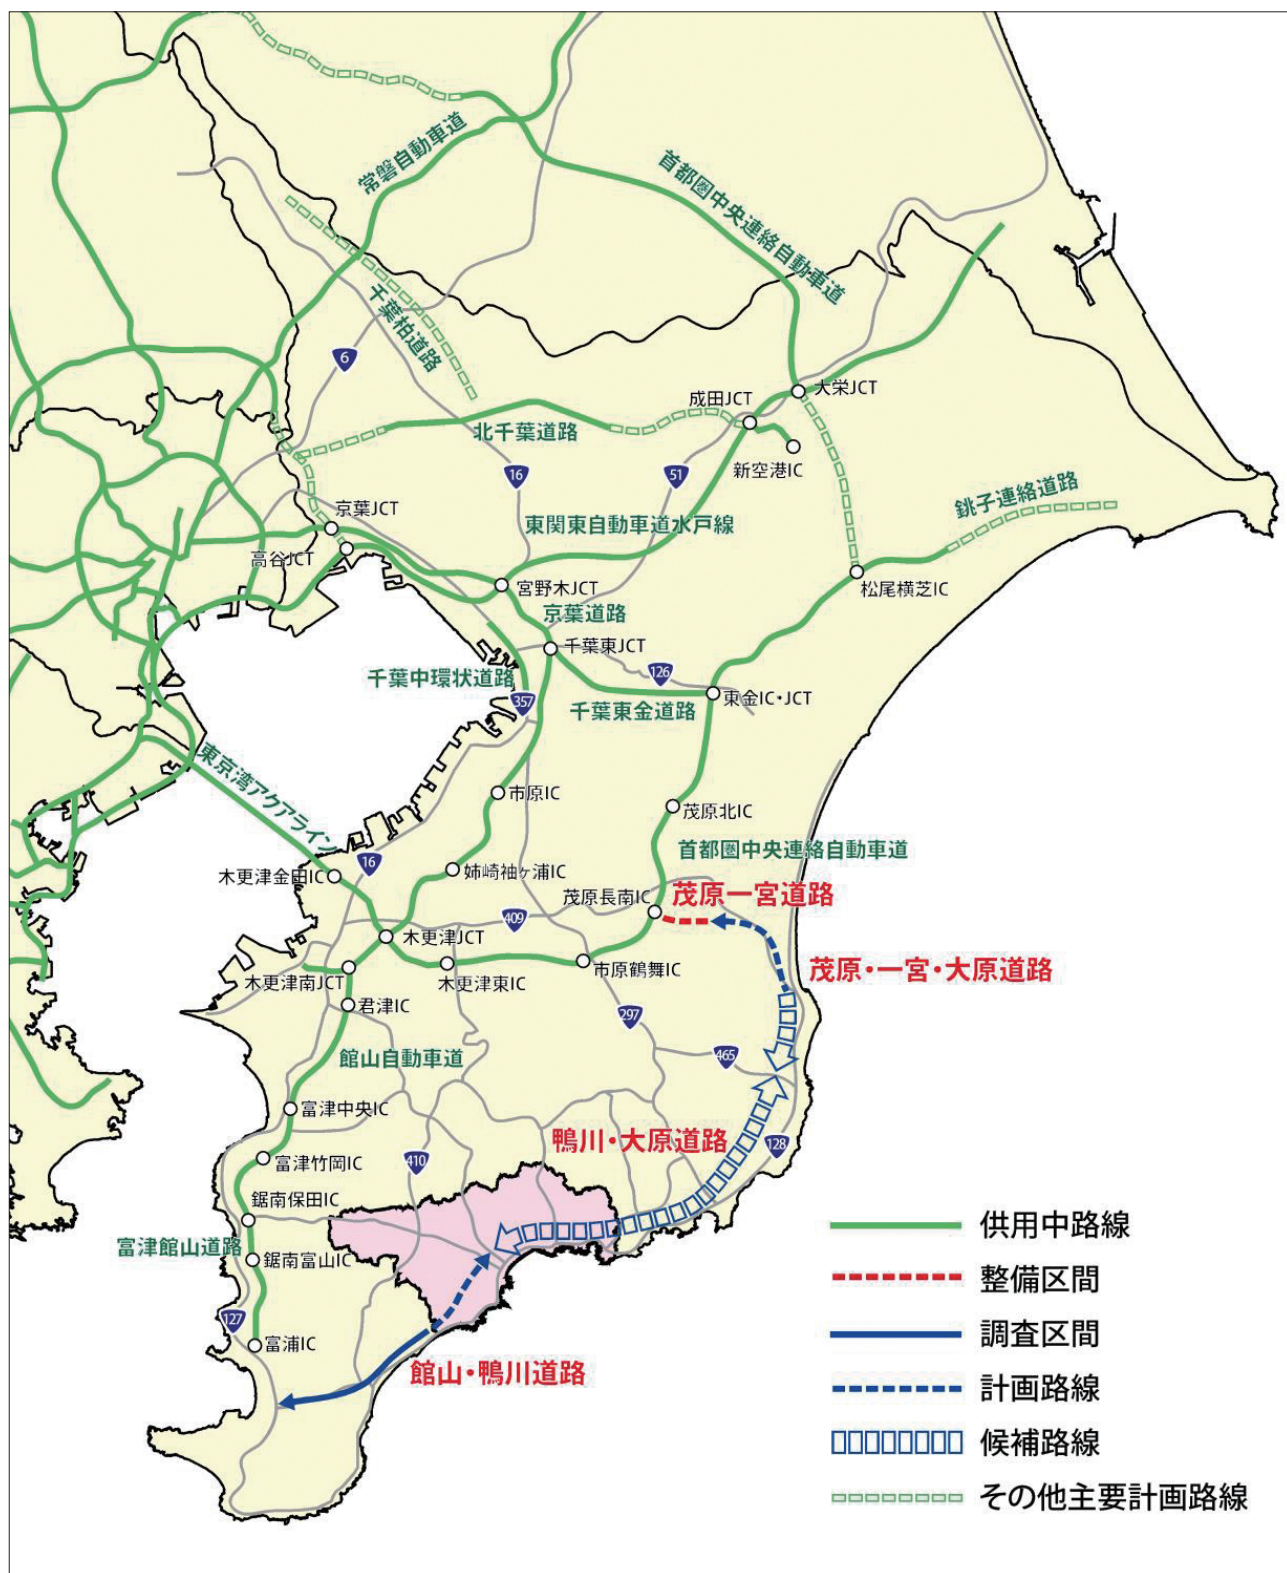 常磐自動車道
首都圏中央連絡自動車道
千葉柏道路
6
大栄JCT
成田JCT
北千葉道路
新空港IC
16
51
銚子連絡道路
京葉JCT
東関東自動車道水戸線
高谷JCT
宮野木JCT
松尾横芝IC
京葉道路
千葉東JCT
千葉中環状道路
126
357
東金IC・JCT
千葉東金道路
東京湾アクアライン
市原IC
茂原北IC
首都圏中央連絡自動車道
16
木更津金田IC
姉崎袖ヶ浦IC
茂原長南IC
茂原一宮道路
409
木更津JCT
茂原・一宮・大原道路
木更津南JCT
木更津東IC
市原鶴舞IC
君津IC
297
館山自動車道
465
富津中央IC
鴨川・大原道路
128
富津竹岡IC
410
鋸南保田IC
富津館山道路
鋸南富山IC
127
富浦IC
館山・鴨川道路
供用中路線
整備区間
調査区間
計画路線
候補路線
その他主要計画路線